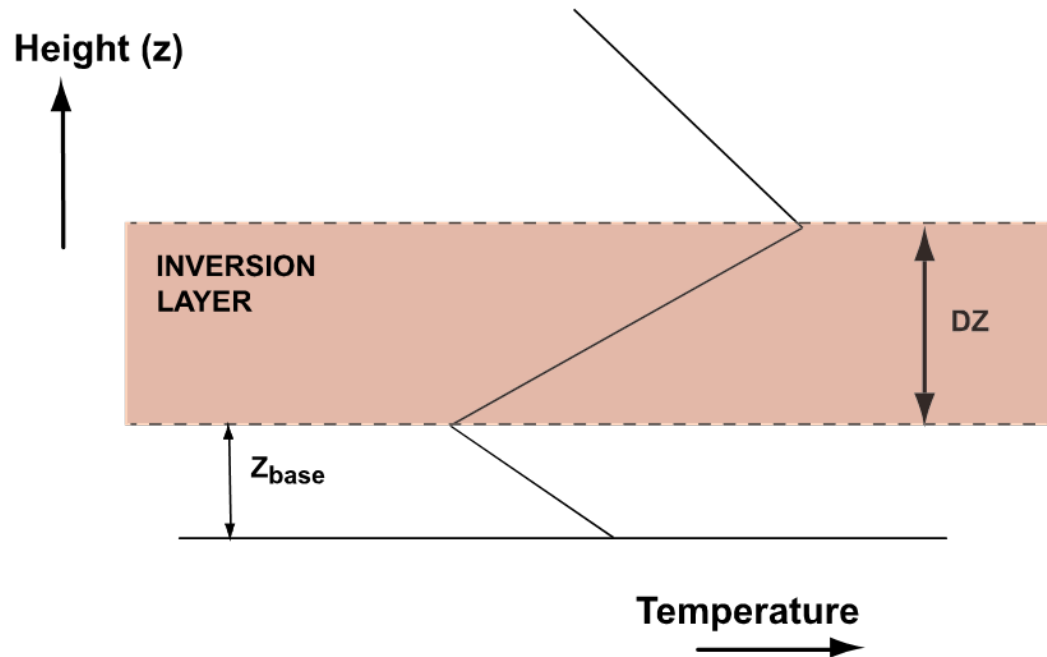 Height (z)
INVERSION
LAYER
DZ
Zbase
Temperature